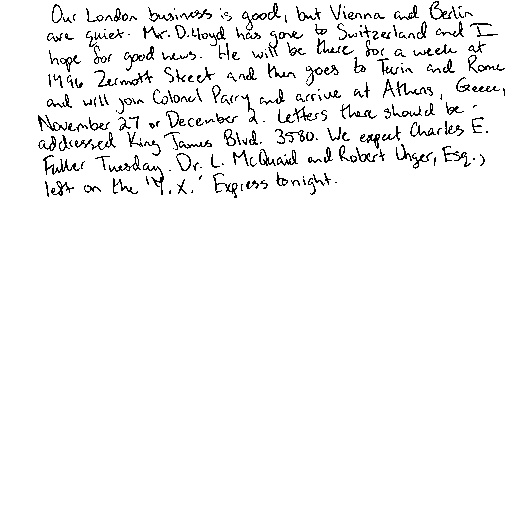 Our London business is good, but Vienna and Berlin
are quiet. Mr. D. Lloyd has gone to Switzerland and I
hope for good news. He will be there for a week at
1496 Zermott Street and then goes to Turin and Rome
and will join Colonel Parry and arrive at Athens, Greece,
November 27 or December 2. Letters there should be
addressed King James Blvd. 3580. We expect Charles E.
Fuller Tuesday. Dr. L. McQuaid and Robert Unger, Esq.,
left on the 'Y.X.' Express tonight.